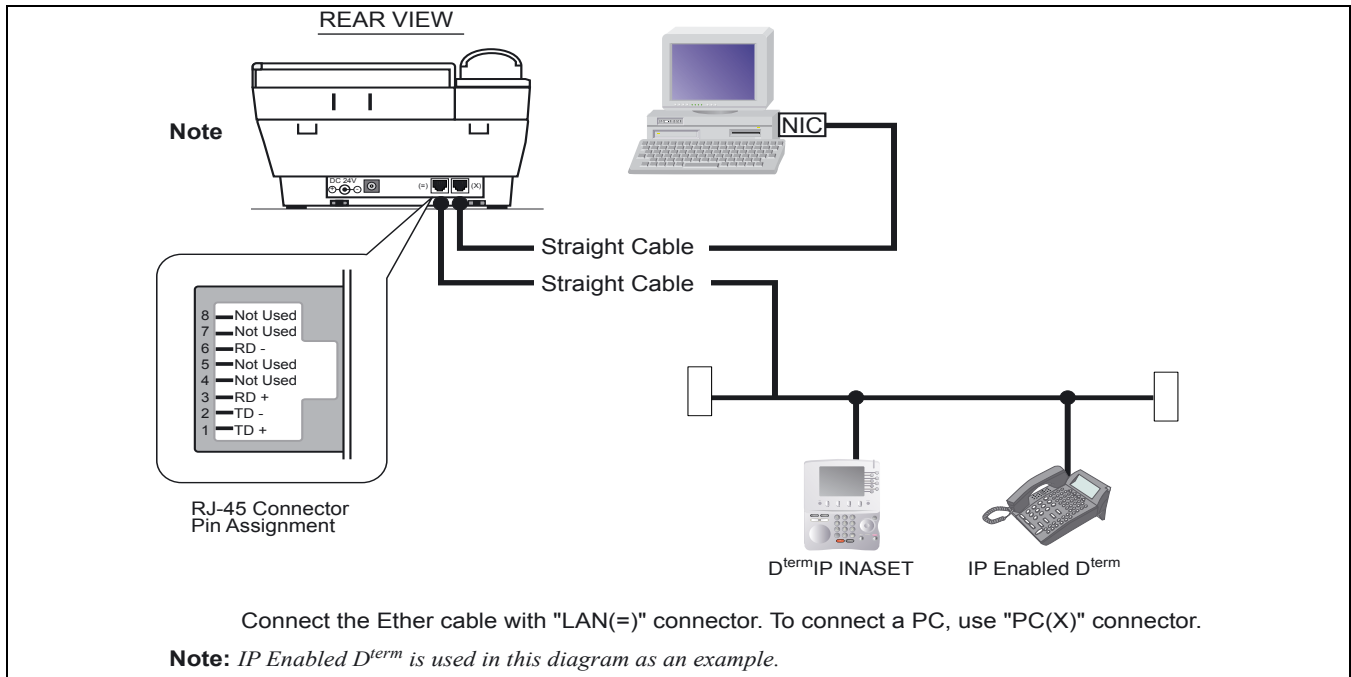 REAR VIEW
Note
NIC
DC 24V
(=)
(X)
Straight Cable
Straight Cable
8 Not Used
7 Not Used
6 RD -
5 Not Used
4 Not Used
3 RD +
2 TD -
1 TD +
RJ-45 Connector
Pin Assignment
DtermIP INASET
IP Enabled Dterm
Connect the Ether cable with "LAN(=)" connector. To connect a PC, use "PC(X)" connector.
Note: IP Enabled Dterm is used in this diagram as an example.